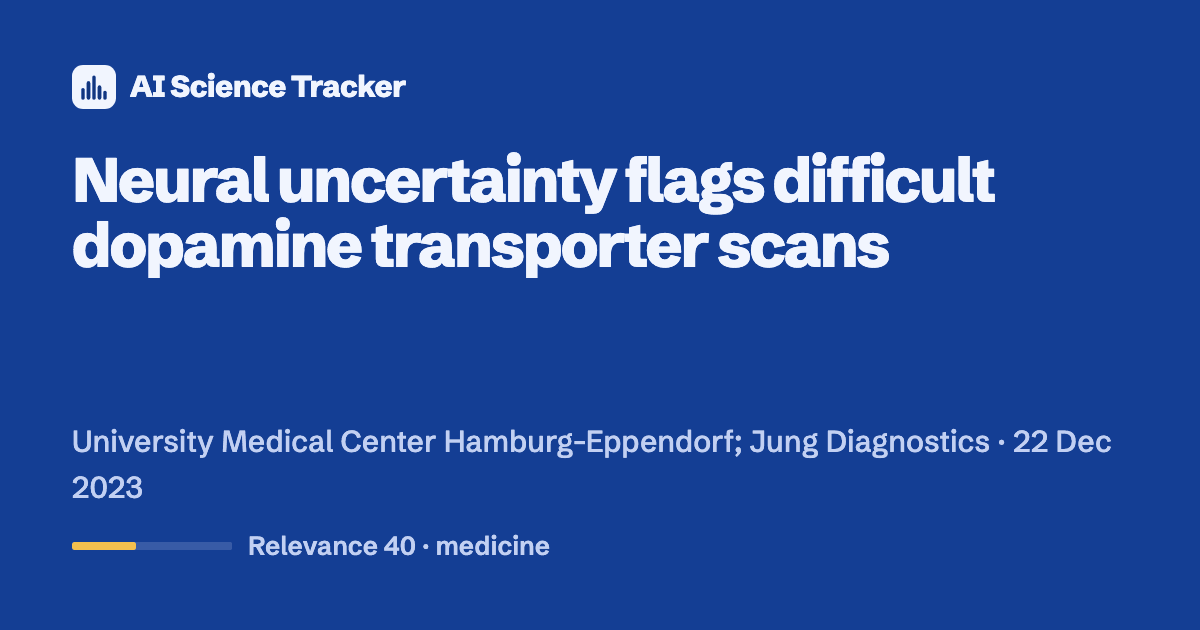 AI Science Tracker
Neural uncertainty flags difficult
dopamine transporter scans
University Medical Center Hamburg-Eppendorf; Jung Diagnostics · 22 Dec
2023
Relevance 40 · medicine